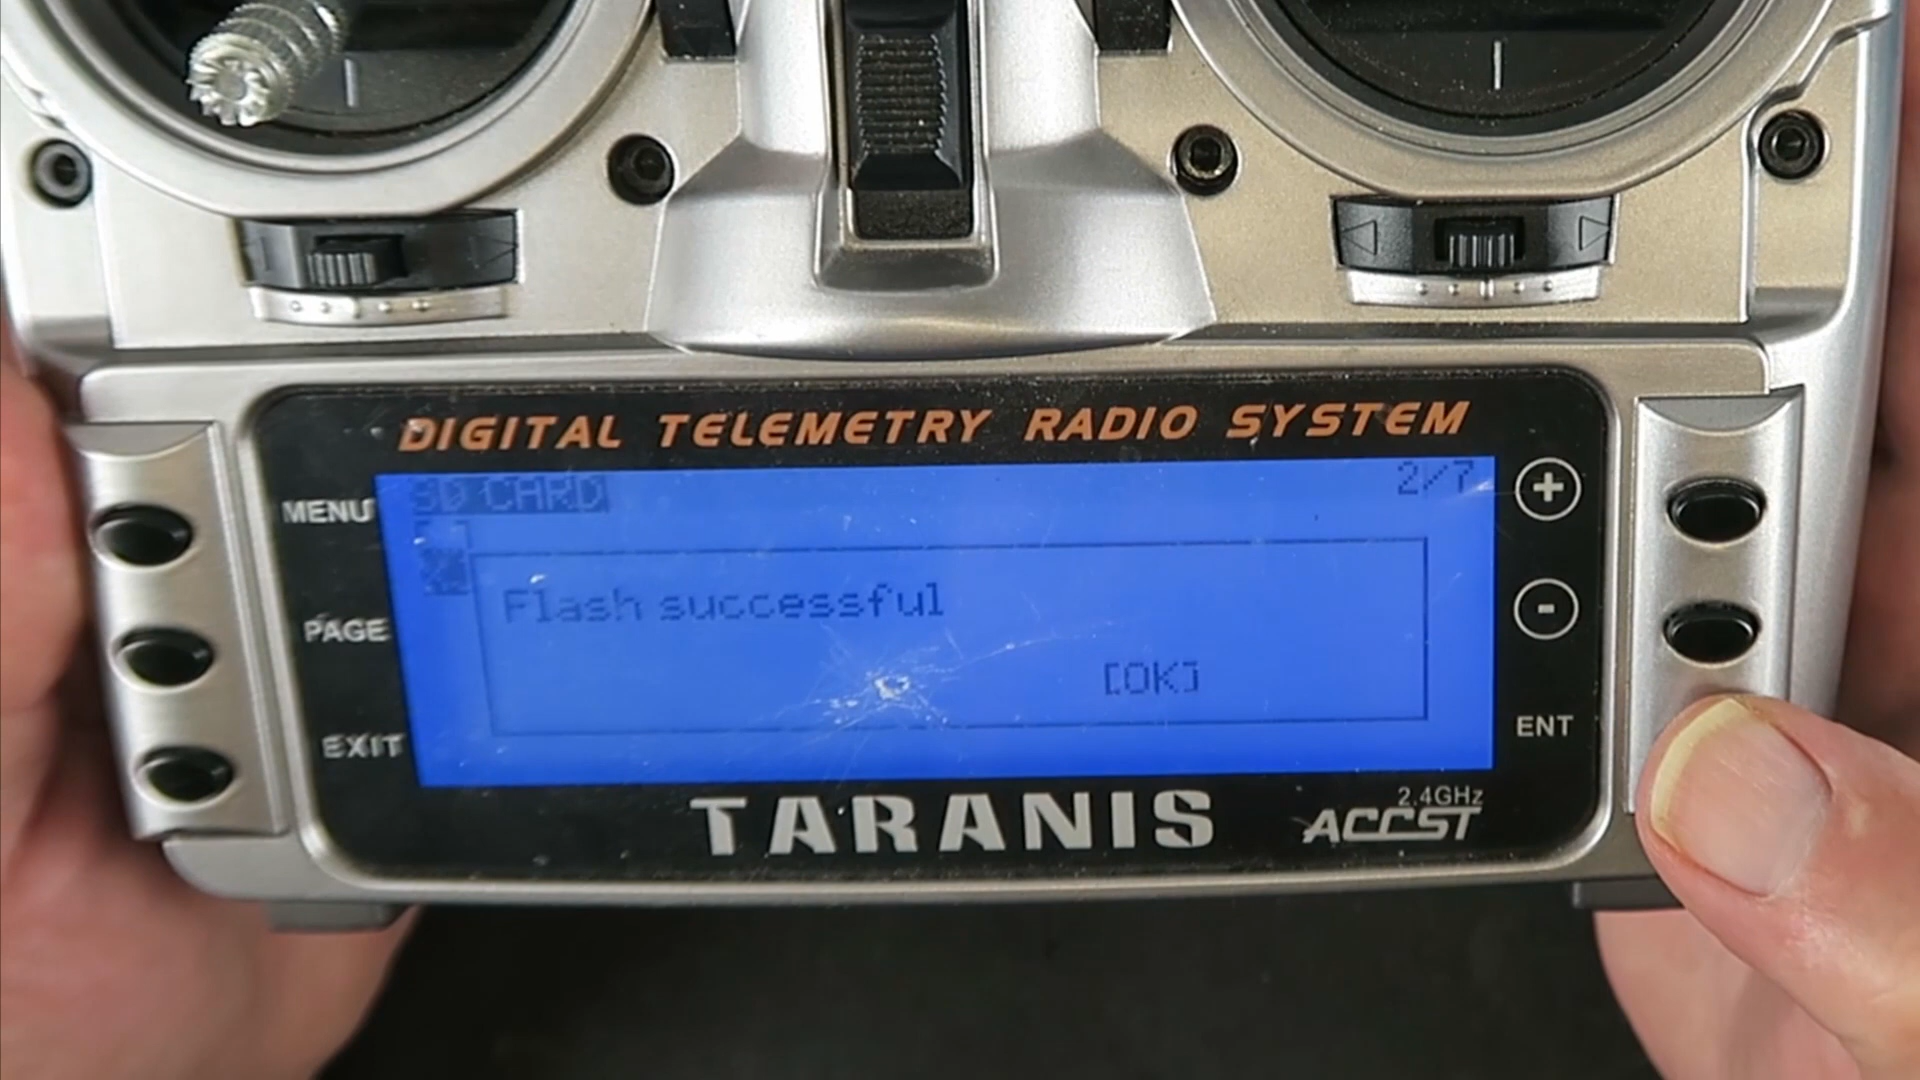 DIGITAL TELEMETRY RADIO SYSTEM
SD CARD 2/7
MENU
Flash successful
PAGE
[OK]
EXIT
+
-
ENT
TARANIS
2.4GHz
ACCST